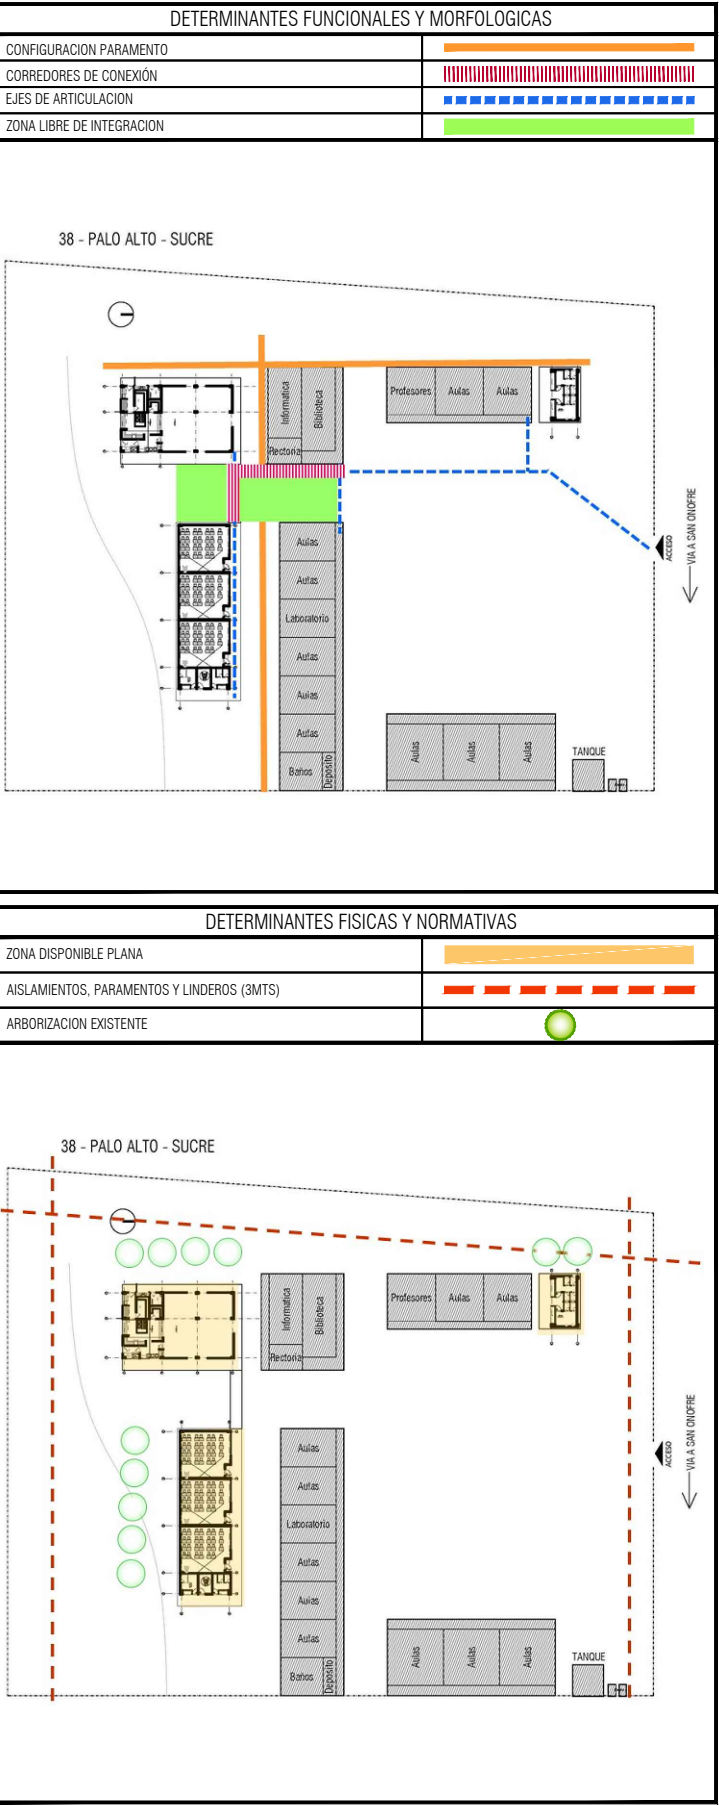 DETERMINANTES FUNCIONALES Y MORFOLOGICAS
CONFIGURACION PARAMENTO
CORREDORES DE CONEXIÓN
EJES DE ARTICULACION
ZONA LIBRE DE INTEGRACION
38 - PALO ALTO - SUCRE
Informatica
Biblioteca
Rectoria
Profesores
Aulas
Aulas
ACCESO
VIA A SAN ONOFRE
Aulas
Aulas
Laboratorio
Aulas
Aulas
Aulas
Baños
Deposito
Aulas
Aulas
Aulas
TANQUE
DETERMINANTES FISICAS Y NORMATIVAS
ZONA DISPONIBLE PLANA
AISLAMIENTOS, PARAMENTOS Y LINDEROS (3MTS)
ARBORIZACION EXISTENTE
38 - PALO ALTO - SUCRE
Informatica
Biblioteca
Rectoria
Profesores
Aulas
Aulas
ACCESO
VIA A SAN ONOFRE
Aulas
Aulas
Laboratorio
Aulas
Aulas
Aulas
Baños
Deposito
Aulas
Aulas
Aulas
TANQUE